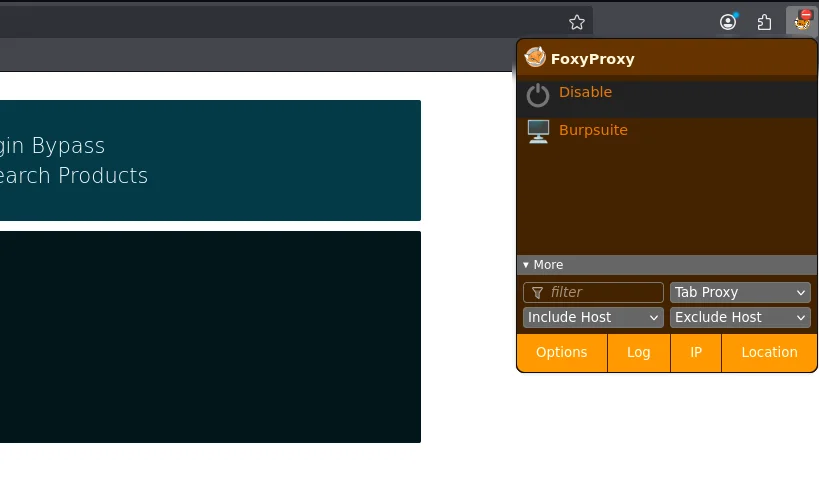 FoxyProxy
Disable
gin Bypass
Burpsuite
earch Products
More
filter
Tab Proxy
Include Host
Exclude Host
Options
Log
IP
Location